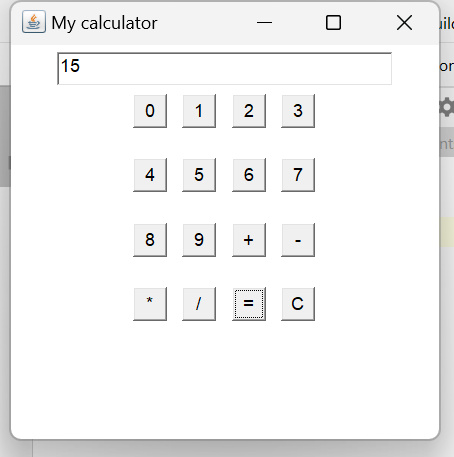 My calculator
15
0 1 2 3
4 5 6 7
8 9 + -
* / = C